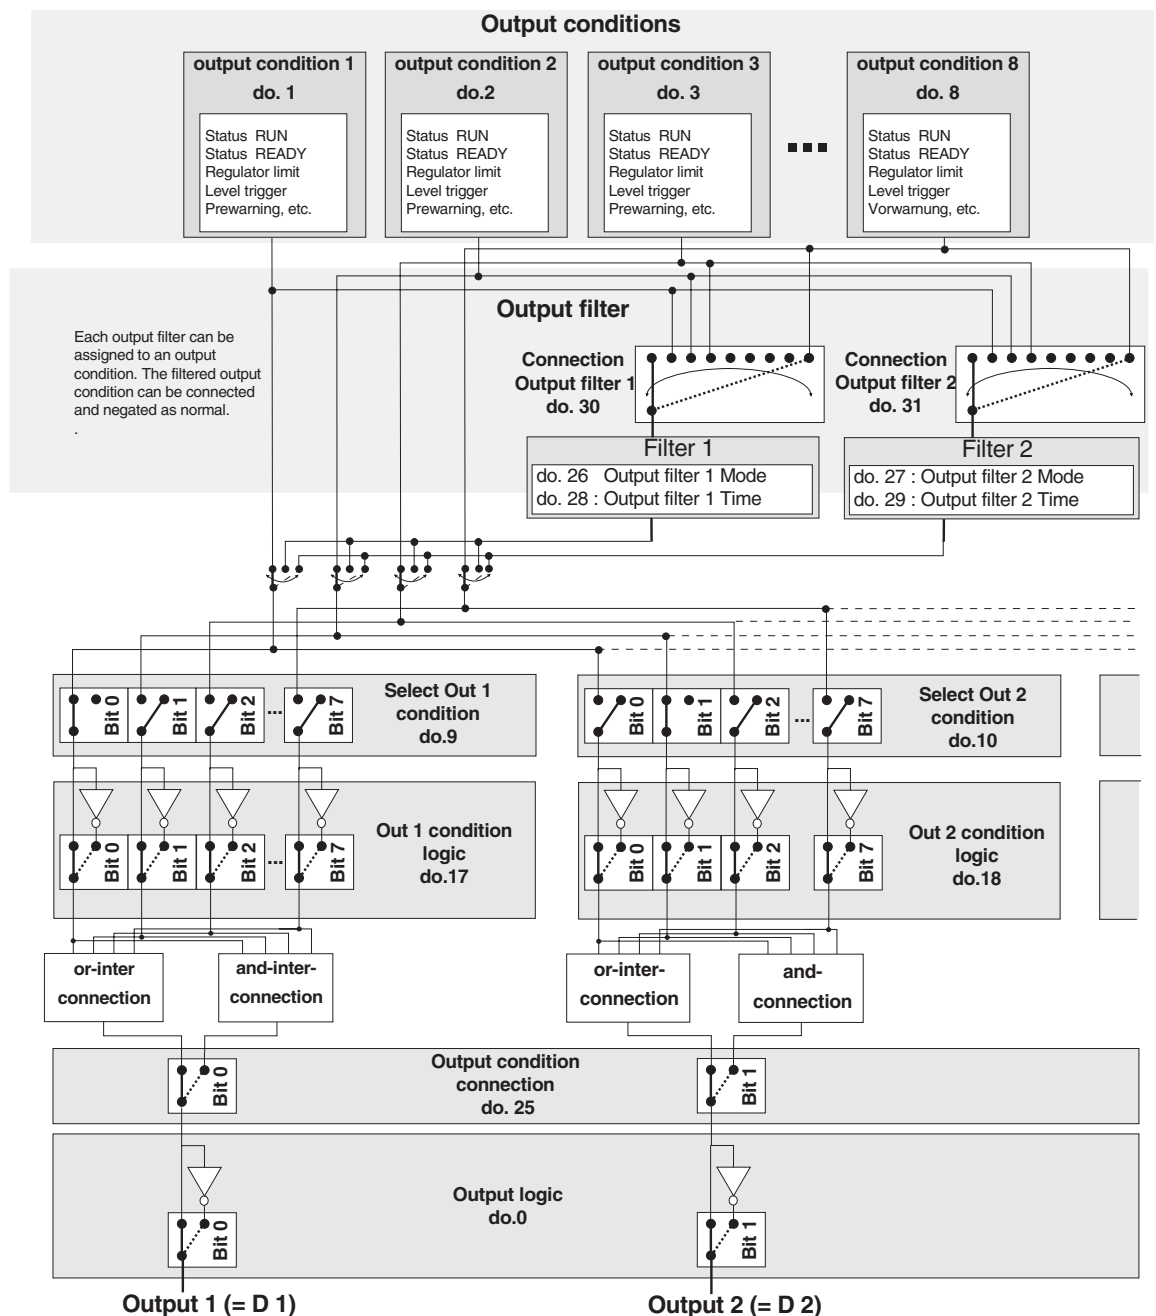 Output conditions
output condition 1
do. 1
Status RUN
Status READY
Regulator limit
Level trigger
Prewarning, etc.
output condition 2
do.2
Status RUN
Status READY
Regulator limit
Level trigger
Prewarning, etc.
output condition 3
do. 3
Status RUN
Status READY
Regulator limit
Level trigger
Prewarning, etc.
output condition 8
do. 8
Status RUN
Status READY
Regulator limit
Level trigger
Vorwarnung, etc.
Output filter
Each output filter can be
assigned to an output
condition. The filtered output
condition can be connected
and negated as normal.
.
Connection
Output filter 1
do. 30
Connection
Output filter 2
do. 31
Filter 1
do. 26 Output filter 1 Mode
do. 28 : Output filter 1 Time
Filter 2
do. 27 : Output filter 2 Mode
do. 29 : Output filter 2 Time
Bit 0
Bit 1
Bit 2
...
Bit 7
Select Out 1
condition
do.9
Bit 0
Bit 1
Bit 2
...
Bit 7
Select Out 2
condition
do.10
Bit 0
Bit 1
Bit 2
...
Bit 7
Out 1 condition
logic
do.17
Bit 0
Bit 1
Bit 2
Bit 7
Out 2 condition
logic
do.18
or-inter
connection
and-inter-
connection
or-inter-
connection
and-
connection
Bit 0
Output condition
connection
do. 25
Bit 1
Output logic
do.0
Bit 0
Bit 1
Output 1 (= D 1)
Output 2 (= D 2)